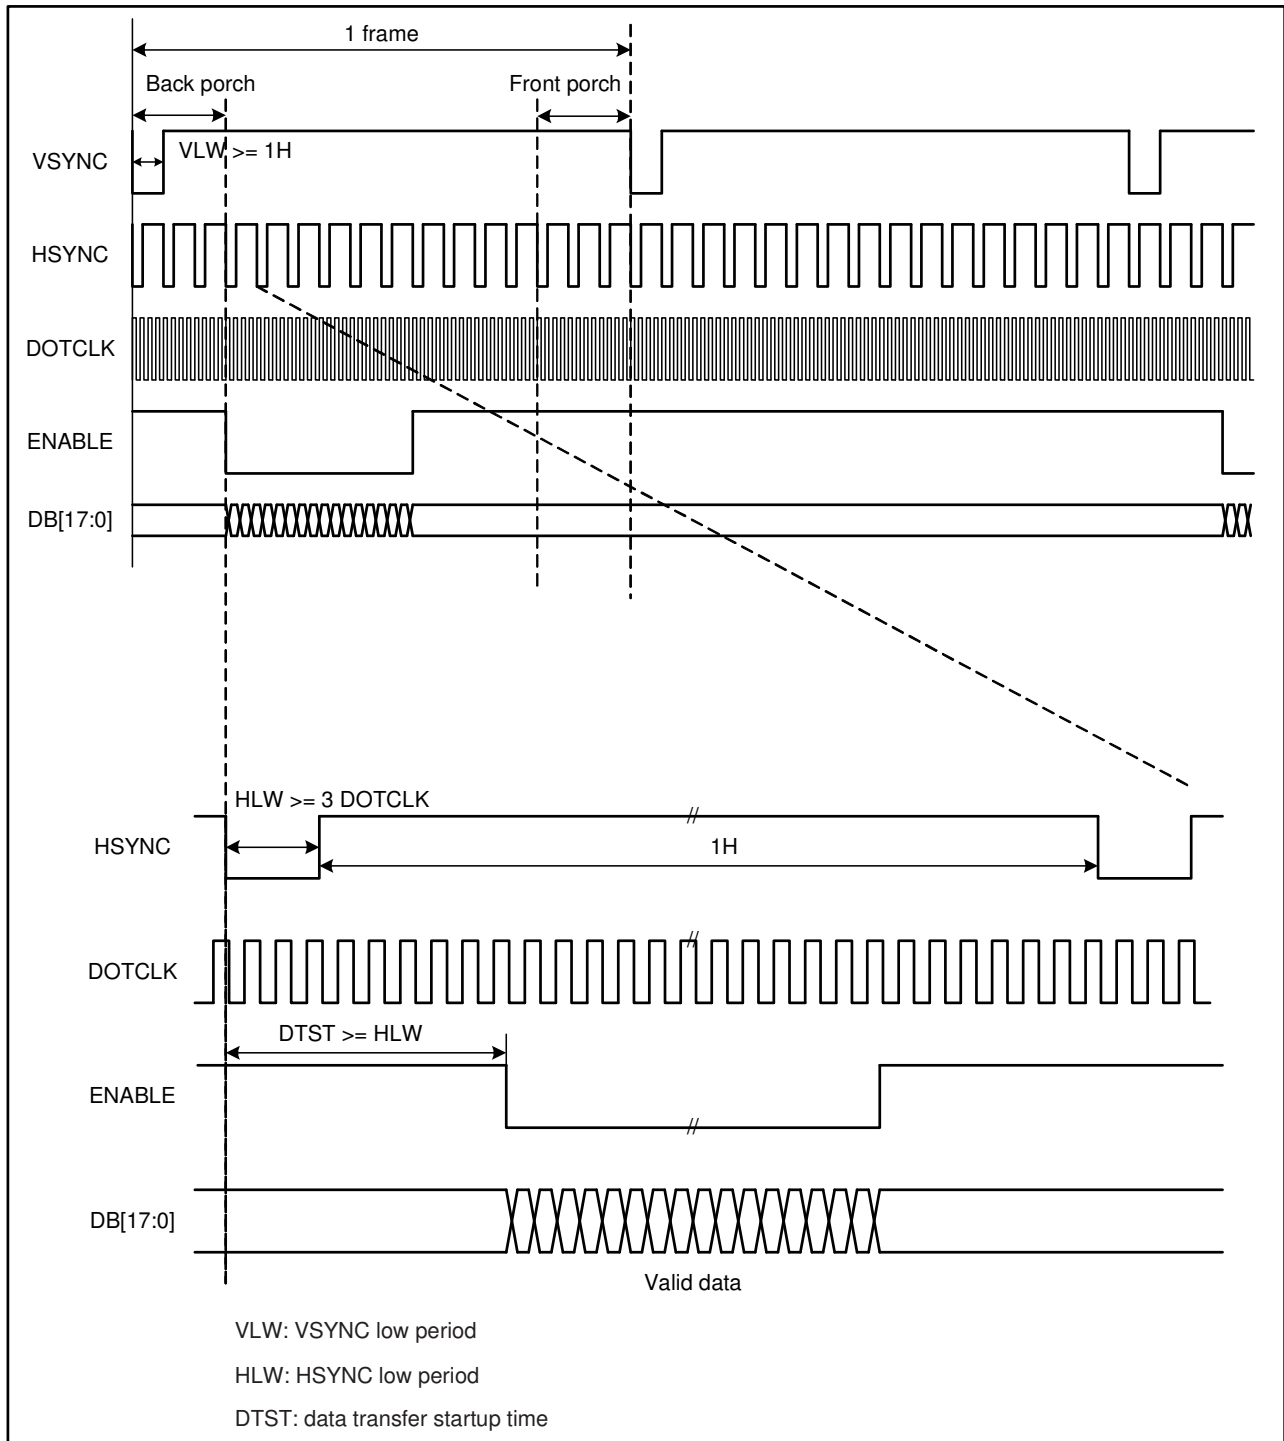 1 frame
Back porch
Front porch
VLW >= 1H
VSYNC
HSYNC
DOTCLK
ENABLE
DB[17:0]
HLW >= 3 DOTCLK
HSYNC
1H
//
DOTCLK
//
DTST >= HLW
ENABLE
//
DB[17:0]
Valid data
VLW: VSYNC low period
HLW: HSYNC low period
DTST: data transfer startup time